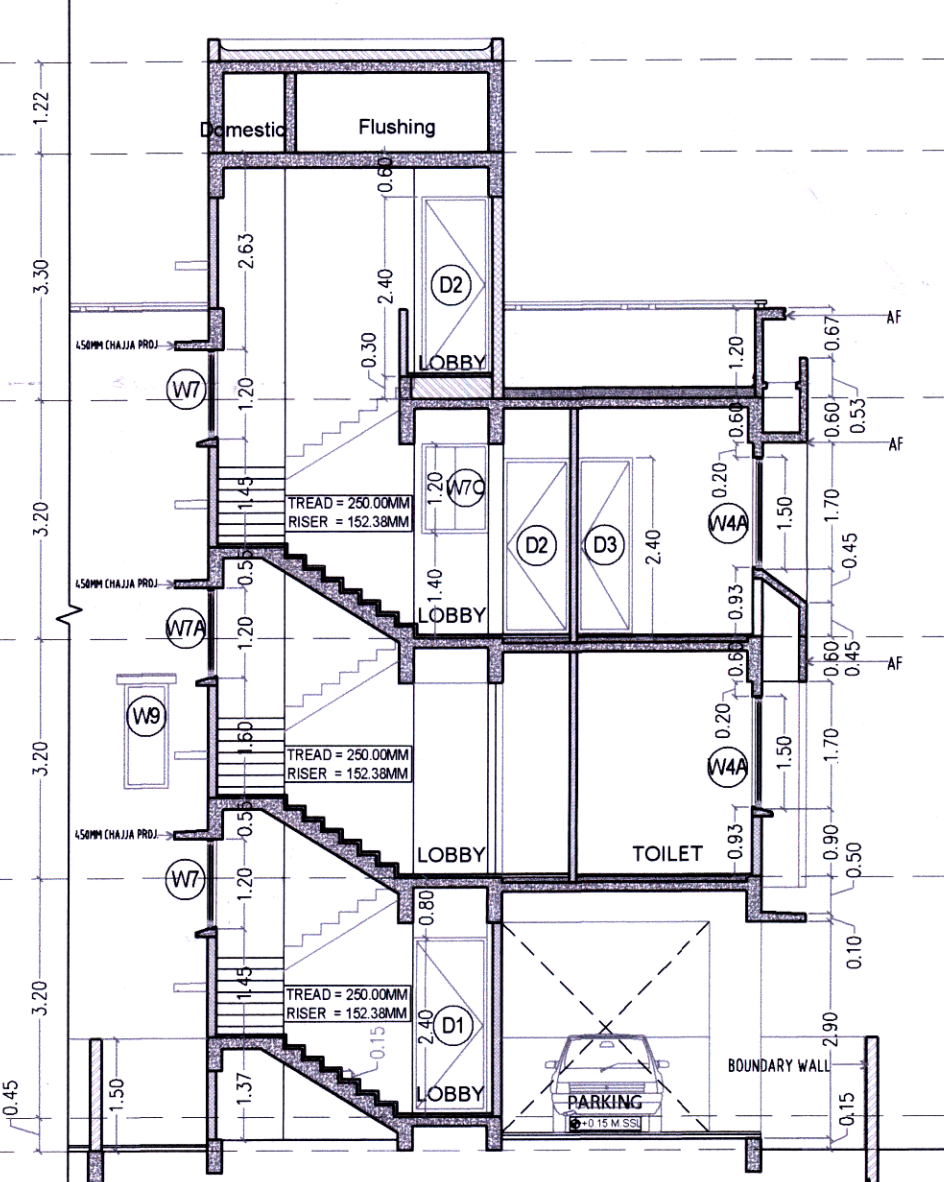 1.22
Domestic
Flushing
0.60
3.30
2.63
2.40
D2
0.30
LOBBY
450MM CHAJJA PROJ.
1.20
AF
0.67
W7
1.20
0.60
0.60
0.53
AF
3.20
1.45
TREAD = 250.00MM
RISER = 152.38MM
1.20
W7C
0.20
W4A
1.50
1.70
D2
D3
2.40
0.55
450MM CHAJJA PROJ.
1.40
0.93
0.45
LOBBY
W7A
1.20
0.60
0.60
0.45
AF
W9
3.20
1.60
TREAD = 250.00MM
RISER = 152.38MM
0.20
W4A
1.50
1.70
0.55
450MM CHAJJA PROJ.
LOBBY
TOILET
0.93
0.90
W7
1.20
0.80
0.50
0.10
3.20
1.45
TREAD = 250.00MM
RISER = 152.38MM
2.40
D1
2.90
0.15
BOUNDARY WALL
0.45
1.50
1.37
LOBBY
PARKING
+0.15 M SSL
0.15